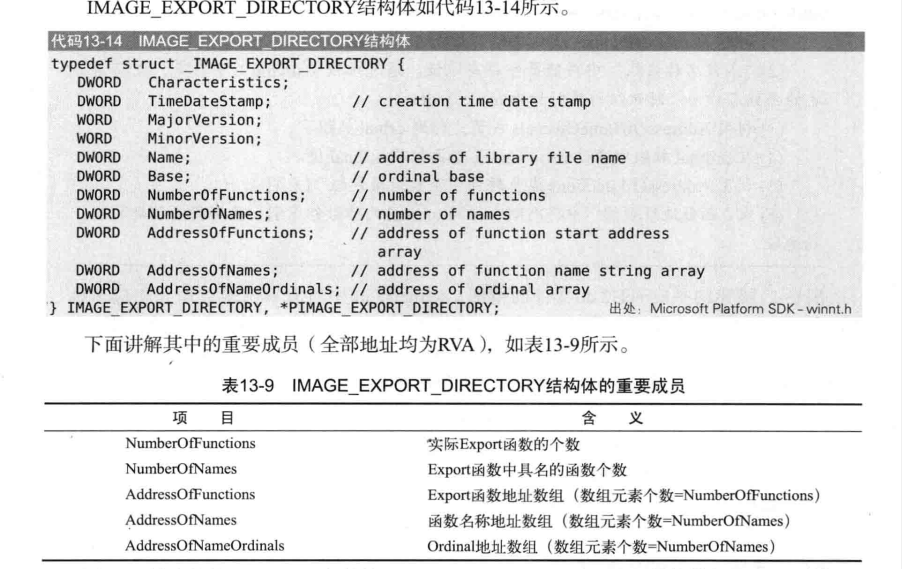 IMAGE_EXPORT_DIRECTORY结构体如代码13-14所示。
代码13-14 IMAGE_EXPORT_DIRECTORY结构体
typedef struct _IMAGE_EXPORT_DIRECTORY {
DWORD Characteristics;
DWORD TimeDateStamp; // creation time date stamp
WORD MajorVersion;
WORD MinorVersion;
DWORD Name; // address of library file name
DWORD Base; // ordinal base
DWORD NumberOfFunctions; // number of functions
DWORD NumberOfNames; // number of names
DWORD AddressOfFunctions; // address of function start address
array
DWORD AddressOfNames; // address of function name string array
DWORD AddressOfNameOrdinals; // address of ordinal array
} IMAGE_EXPORT_DIRECTORY, *PIMAGE_EXPORT_DIRECTORY; 出处：Microsoft Platform SDK - winnt.h
下面讲解其中的重要成员（全部地址均为RVA），如表13-9所示。
表13-9 IMAGE_EXPORT_DIRECTORY结构体的重要成员
项 目 含 义
NumberOfFunctions 实际Export函数的个数
NumberOfNames Export函数中具名的函数个数
AddressOfFunctions Export函数地址数组（数组元素个数=NumberOfFunctions）
AddressOfNames 函数名称地址数组（数组元素个数=NumberOfNames）
AddressOfNameOrdinals Ordinal地址数组（数组元素个数=NumberOfNames）